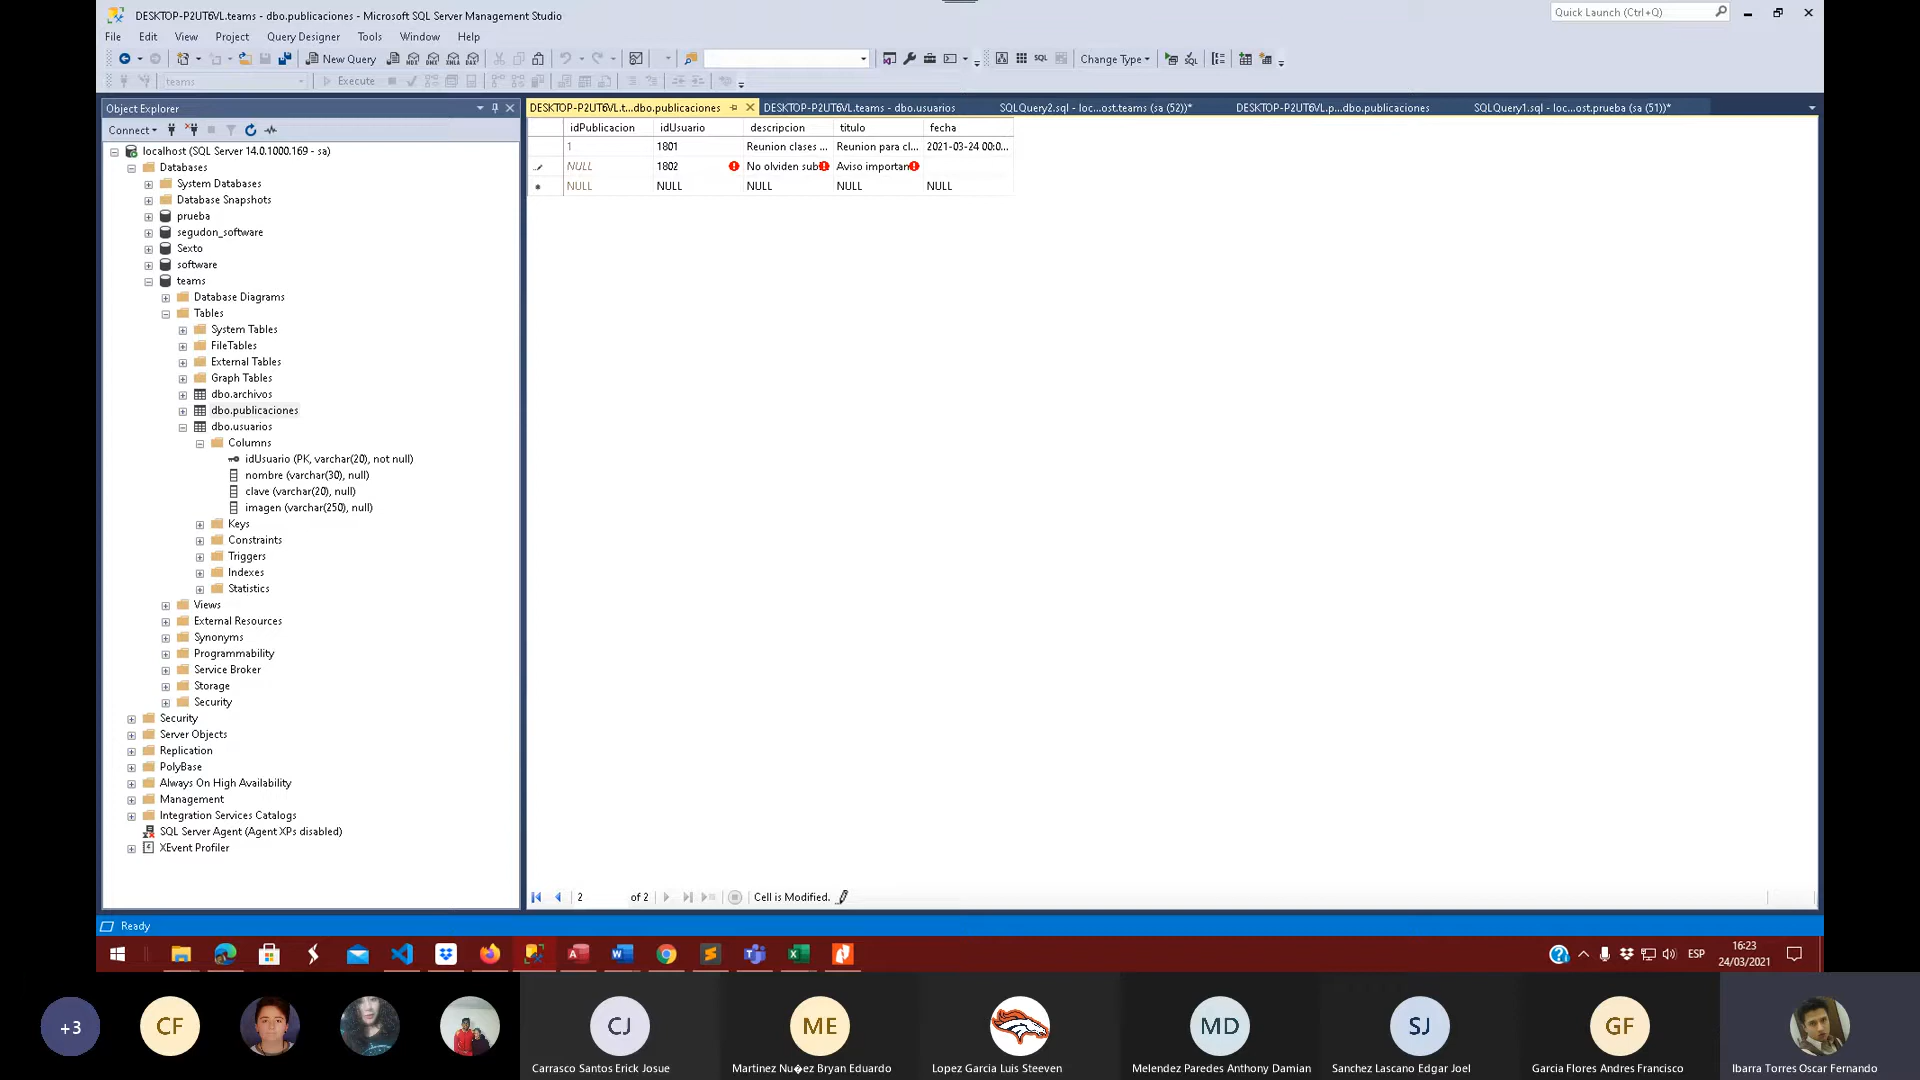 DESKTOP-P2UT6VL.teams - dbo.publicaciones - Microsoft SQL Server Management Studio
Quick Launch (Ctrl+Q)
File Edit View Project Query Designer Tools Window Help
New Query
SQL
Change Type
teams
Execute
Object Explorer
DESKTOP-P2UT6VL.t...dbo.publicaciones
DESKTOP-P2UT6VL.teams - dbo.usuarios
SQLQuery2.sql - loc...ost.teams (sa (52))*
DESKTOP-P2UT6VL.p...dbo.publicaciones
SQLQuery1.sql - loc...ost.prueba (sa (51))*
Connect
idPublicacion idUsuario descripcion titulo fecha
1 1801 Reunion clases ... Reunion para cl... 2021-03-24 00:0...
NULL 1802 No olviden sub Aviso importan
NULL NULL NULL NULL NULL
localhost (SQL Server 14.0.1000.169 - sa)
Databases
System Databases
Database Snapshots
prueba
segudon_software
Sexto
software
teams
Database Diagrams
Tables
System Tables
FileTables
External Tables
Graph Tables
dbo.archivos
dbo.publicaciones
dbo.usuarios
Columns
idUsuario (PK, varchar(20), not null)
nombre (varchar(30), null)
clave (varchar(20), null)
imagen (varchar(250), null)
Keys
Constraints
Triggers
Indexes
Statistics
Views
External Resources
Synonyms
Programmability
Service Broker
Storage
Security
Security
Server Objects
Replication
PolyBase
Always On High Availability
Management
Integration Services Catalogs
SQL Server Agent (Agent XPs disabled)
XEvent Profiler
2 of 2 Cell is Modified.
Ready
ESP
16:23
24/03/2021
+3
CF
CJ
ME
MD
SJ
GF
Carrasco Santos Erick Josue
Martinez Nu�ez Bryan Eduardo
Lopez Garcia Luis Steeven
Melendez Paredes Anthony Damian
Sanchez Lascano Edgar Joel
Garcia Flores Andres Francisco
Ibarra Torres Oscar Fernando